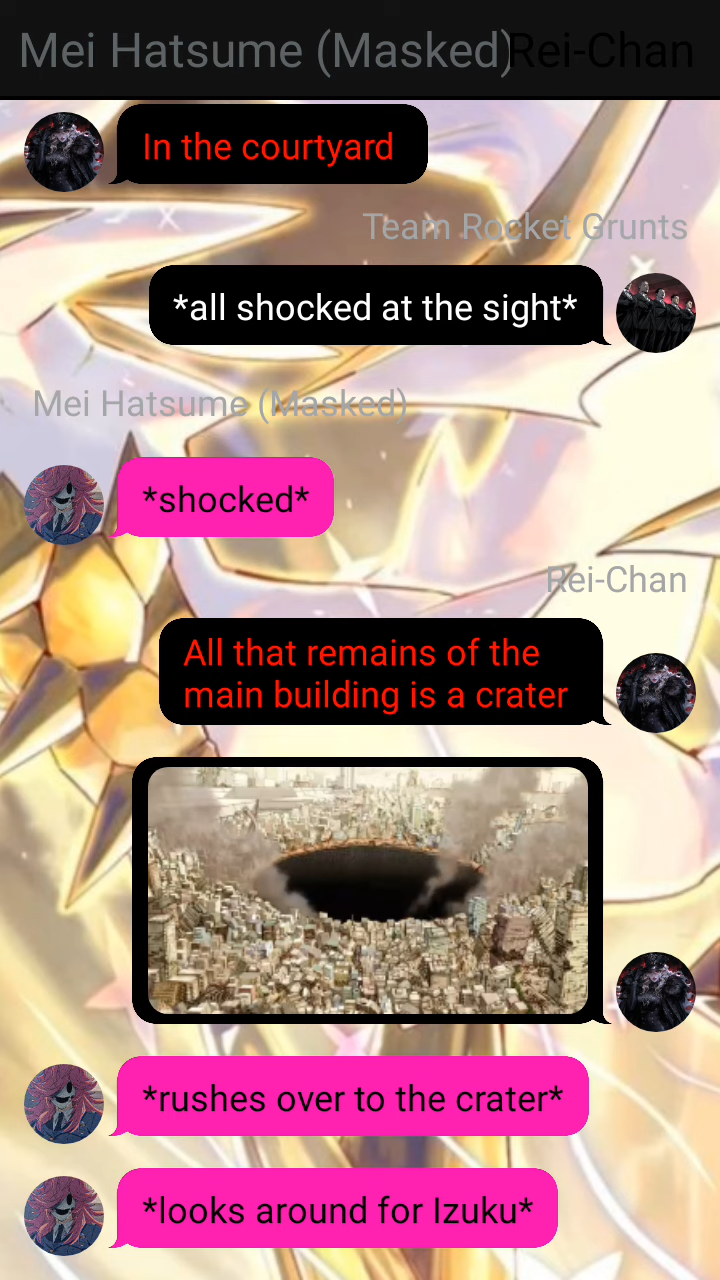 Mei Hatsume (Masked)
Rei-Chan
In the courtyard
Team Rocket Grunts
*all shocked at the sight*
Mei Hatsume (Masked)
*shocked*
Rei-Chan
All that remains of the
main building is a crater
*rushes over to the crater*
*looks around for Izuku*